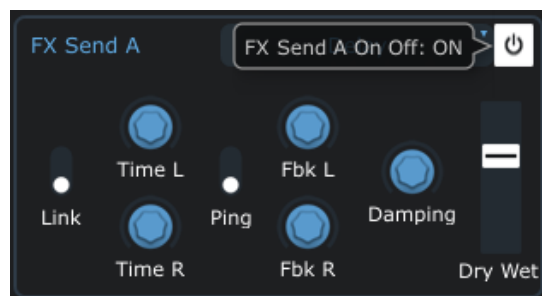 FX Send A
FX Send A On Off: ON
Time L
Fbk L
Link
Ping
Damping
Time R
Fbk R
Dry Wet